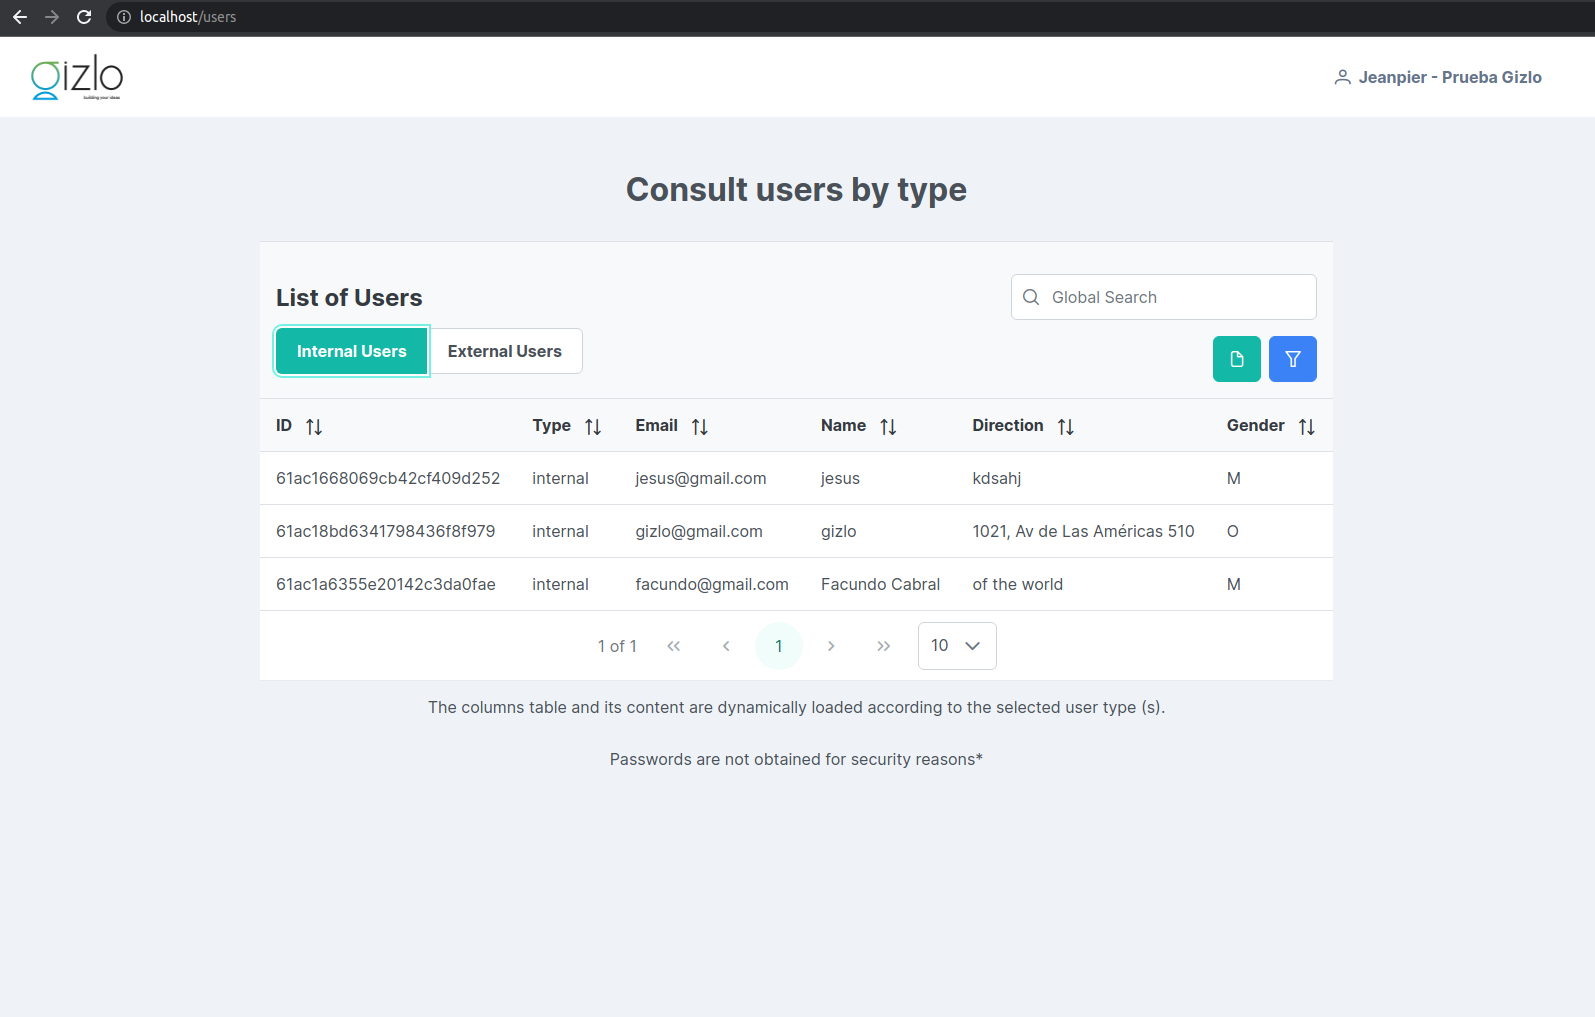 localhost/users
gizlo
building your ideas
Jeanpier - Prueba Gizlo
Consult users by type
List of Users
Global Search
Internal Users External Users
ID Type Email Name Direction Gender
61ac1668069cb42cf409d252 internal jesus@gmail.com jesus kdsahj M
61ac18bd6341798436f8f979 internal gizlo@gmail.com gizlo 1021, Av de Las Américas 510 O
61ac1a6355e20142c3da0fae internal facundo@gmail.com Facundo Cabral of the world M
1 of 1 « ‹ 1 › » 10
The columns table and its content are dynamically loaded according to the selected user type (s).
Passwords are not obtained for security reasons*